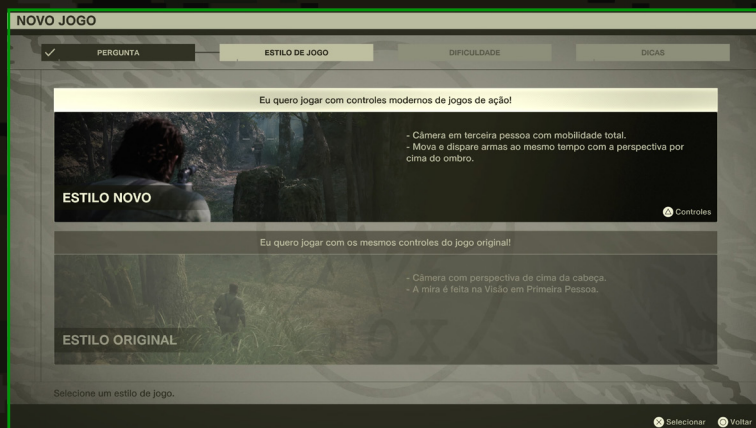 NOVO JOGO
PERGUNTA
ESTILO DE JOGO
DIFICULDADE
DICAS
Eu quero jogar com controles modernos de jogos de ação!
- Câmera em terceira pessoa com mobilidade total.
- Mova e dispare armas ao mesmo tempo com a perspectiva por
cima do ombro.
ESTILO NOVO
Controles
Eu quero jogar com os mesmos controles do jogo original!
- Câmera com perspectiva de cima da cabeça.
- A mira é feita na Visão em Primeira Pessoa.
ESTILO ORIGINAL
Selecione um estilo de jogo.
Selecionar
Voltar